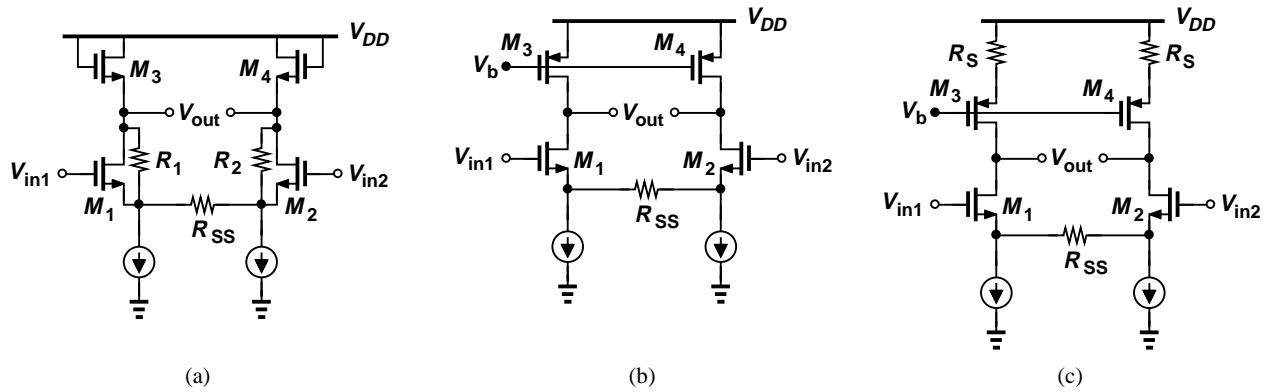 V_DD
M_3
M_4
V_out
V_in1
R_1
R_2
V_in2
M_1
M_2
R_SS
(a)
V_DD
M_3
M_4
V_b
V_out
V_in1
M_1
M_2
V_in2
R_SS
(b)
V_DD
R_S
R_S
M_3
M_4
V_b
V_out
V_in1
M_1
M_2
V_in2
R_SS
(c)